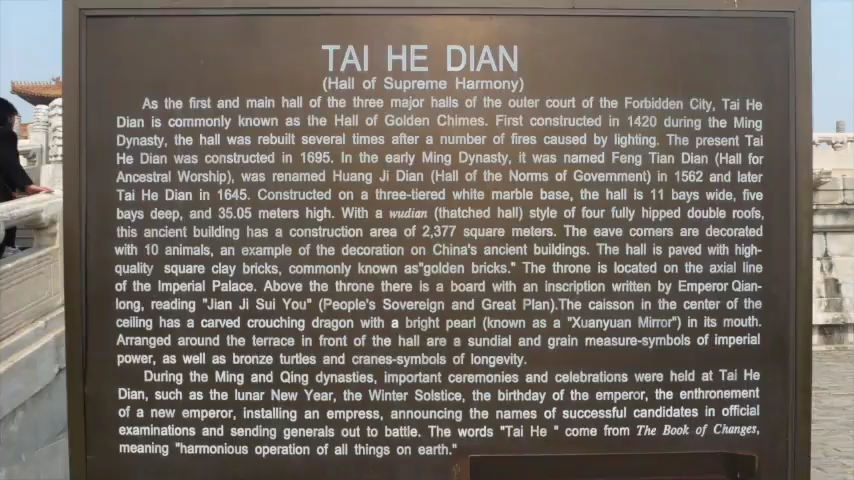 TAI HE DIAN
(Hall of Supreme Harmony)
As the first and main hall of the three major halls of the outer court of the Forbidden City, Tai He
Dian is commonly known as the Hall of Golden Chimes. First constructed in 1420 during the Ming
Dynasty, the hall was rebuilt several times after a number of fires caused by lighting. The present Tai
He Dian was constructed in 1695. In the early Ming Dynasty, it was named Feng Tian Dian (Hall for
Ancestral Worship), was renamed Huang Ji Dian (Hall of the Norms of Government) in 1562 and later
Tai He Dian in 1645. Constructed on a three-tiered white marble base, the hall is 11 bays wide, five
bays deep, and 35.05 meters high. With a wudian (thatched hall) style of four fully hipped double roofs,
this ancient building has a construction area of 2,377 square meters. The eave corners are decorated
with 10 animals, an example of the decoration on China's ancient buildings. The hall is paved with high-
quality square clay bricks, commonly known as"golden bricks." The throne is located on the axial line
of the Imperial Palace. Above the throne there is a board with an inscription written by Emperor Qian-
long, reading "Jian Ji Sui You" (People's Sovereign and Great Plan).The caisson in the center of the
ceiling has a carved crouching dragon with a bright pearl (known as a "Xuanyuan Mirror") in its mouth.
Arranged around the terrace in front of the hall are a sundial and grain measure-symbols of imperial
power, as well as bronze turtles and cranes-symbols of longevity.
During the Ming and Qing dynasties, important ceremonies and celebrations were held at Tai He
Dian, such as the lunar New Year, the Winter Solstice, the birthday of the emperor, the enthronement
of a new emperor, installing an empress, announcing the names of successful candidates in official
examinations and sending generals out to battle. The words "Tai He " come from The Book of Changes,
meaning "harmonious operation of all things on earth."